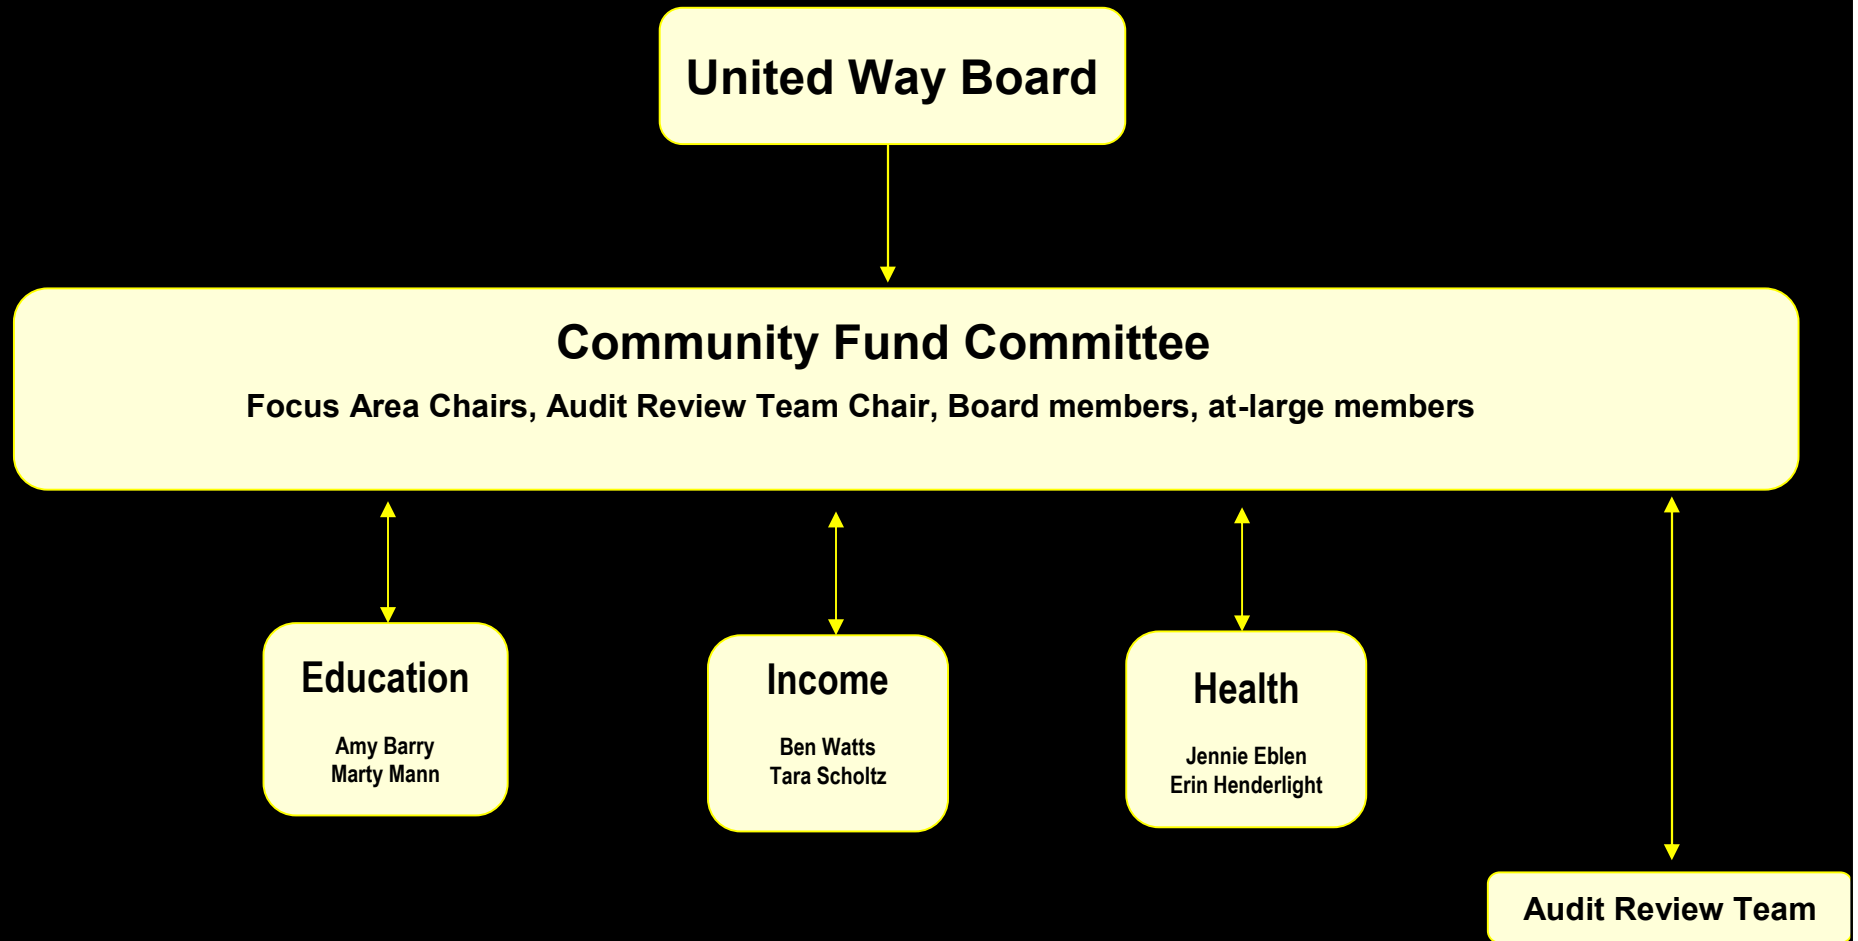 United Way Board
Community Fund Committee
Focus Area Chairs, Audit Review Team Chair, Board members, at-large members
Education
Amy Barry
Marty Mann
Income
Ben Watts
Tara Scholtz
Health
Jennie Eblen
Erin Henderlight
Audit Review Team